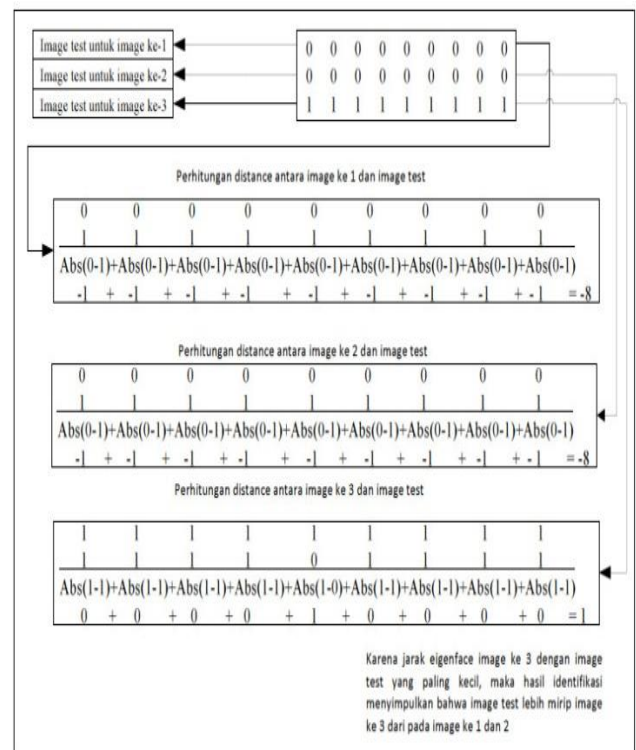 Image test untuk image ke-1
Image test untuk image ke-2
Image test untuk image ke-3
0 0 0 0 0 0 0 0 0
0 0 0 0 0 0 0 0 0
1 1 1 1 1 1 1 1 1
Perhitungan distance antara image ke 1 dan image test
0 0 0 0 0 0 0 0 0
1 1 1 1 1 1 1 1 1
Abs(0-1)+Abs(0-1)+Abs(0-1)+Abs(0-1)+Abs(0-1)+Abs(0-1)+Abs(0-1)+Abs(0-1)+Abs(0-1)
-1 + -1 + -1 + -1 + -1 + -1 + -1 + -1 + -1 = -8
Perhitungan distance antara image ke 2 dan image test
0 0 0 0 0 0 0 0 0
1 1 1 1 1 1 1 1 1
Abs(0-1)+Abs(0-1)+Abs(0-1)+Abs(0-1)+Abs(0-1)+Abs(0-1)+Abs(0-1)+Abs(0-1)+Abs(0-1)
-1 + -1 + -1 + -1 + -1 + -1 + -1 + -1 + -1 = -8
Perhitungan distance antara image ke 3 dan image test
1 1 1 1 1 1 1 1 1
1 1 1 1 0 1 1 1 1
Abs(1-1)+Abs(1-1)+Abs(1-1)+Abs(1-1)+Abs(1-0)+Abs(1-1)+Abs(1-1)+Abs(1-1)+Abs(1-1)
0 + 0 + 0 + 0 + 1 + 0 + 0 + 0 + 0 = 1
Karena jarak eigenface image ke 3 dengan image
test yang paling kecil, maka hasil identifikasi
menyimpulkan bahwa image test lebih mirip image
ke 3 dari pada image ke 1 dan 2